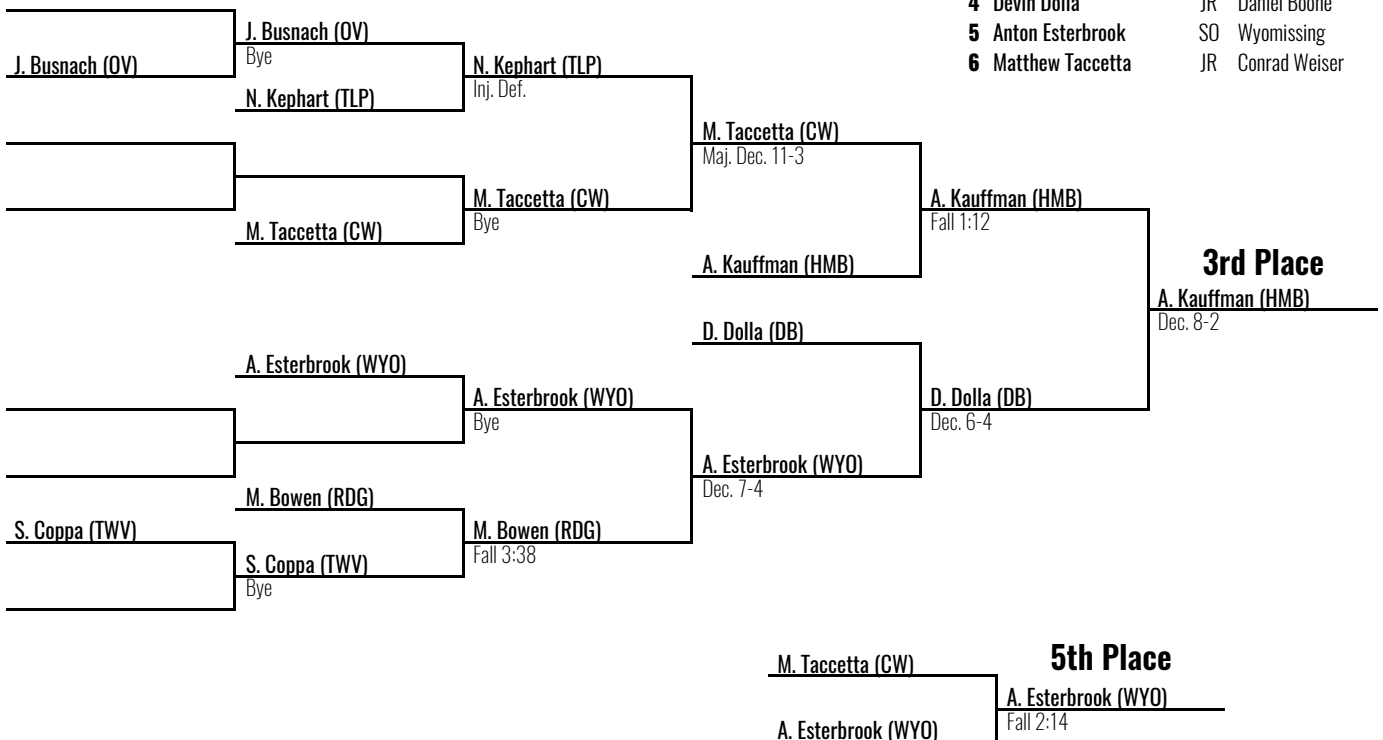 4 Devin Dolla JR Daniel Boone
5 Anton Esterbrook SO Wyomissing
6 Matthew Taccetta JR Conrad Weiser
J. Busnach (OV)
J. Busnach (OV)
Bye
N. Kephart (TLP)
N. Kephart (TLP)
Inj. Def.
M. Taccetta (CW)
M. Taccetta (CW)
Bye
M. Taccetta (CW)
Maj. Dec. 11-3
A. Kauffman (HMB)
A. Kauffman (HMB)
Fall 1:12
3rd Place
A. Kauffman (HMB)
Dec. 8-2
D. Dolla (DB)
D. Dolla (DB)
Dec. 6-4
A. Esterbrook (WYO)
A. Esterbrook (WYO)
Bye
A. Esterbrook (WYO)
Dec. 7-4
M. Bowen (RDG)
M. Bowen (RDG)
Fall 3:38
S. Coppa (TWV)
S. Coppa (TWV)
Bye
5th Place
M. Taccetta (CW)
A. Esterbrook (WYO)
Fall 2:14
A. Esterbrook (WYO)